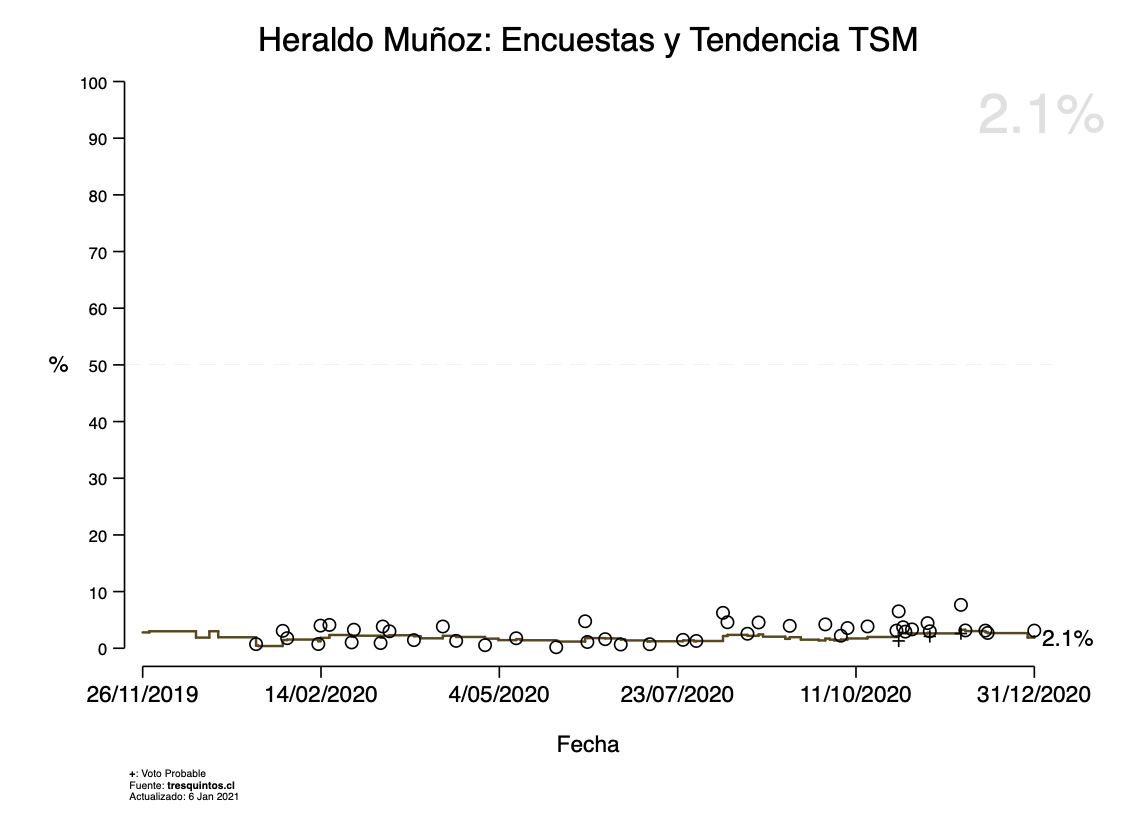 Heraldo Muñoz: Encuestas y Tendencia TSM
2.1%
100
90
80
70
60
% 50
40
30
20
10
0
2.1%
26/11/2019 14/02/2020 4/05/2020 23/07/2020 11/10/2020 31/12/2020
Fecha
+: Voto Probable
Fuente: tresquintos.cl
Actualizado: 6 Jan 2021